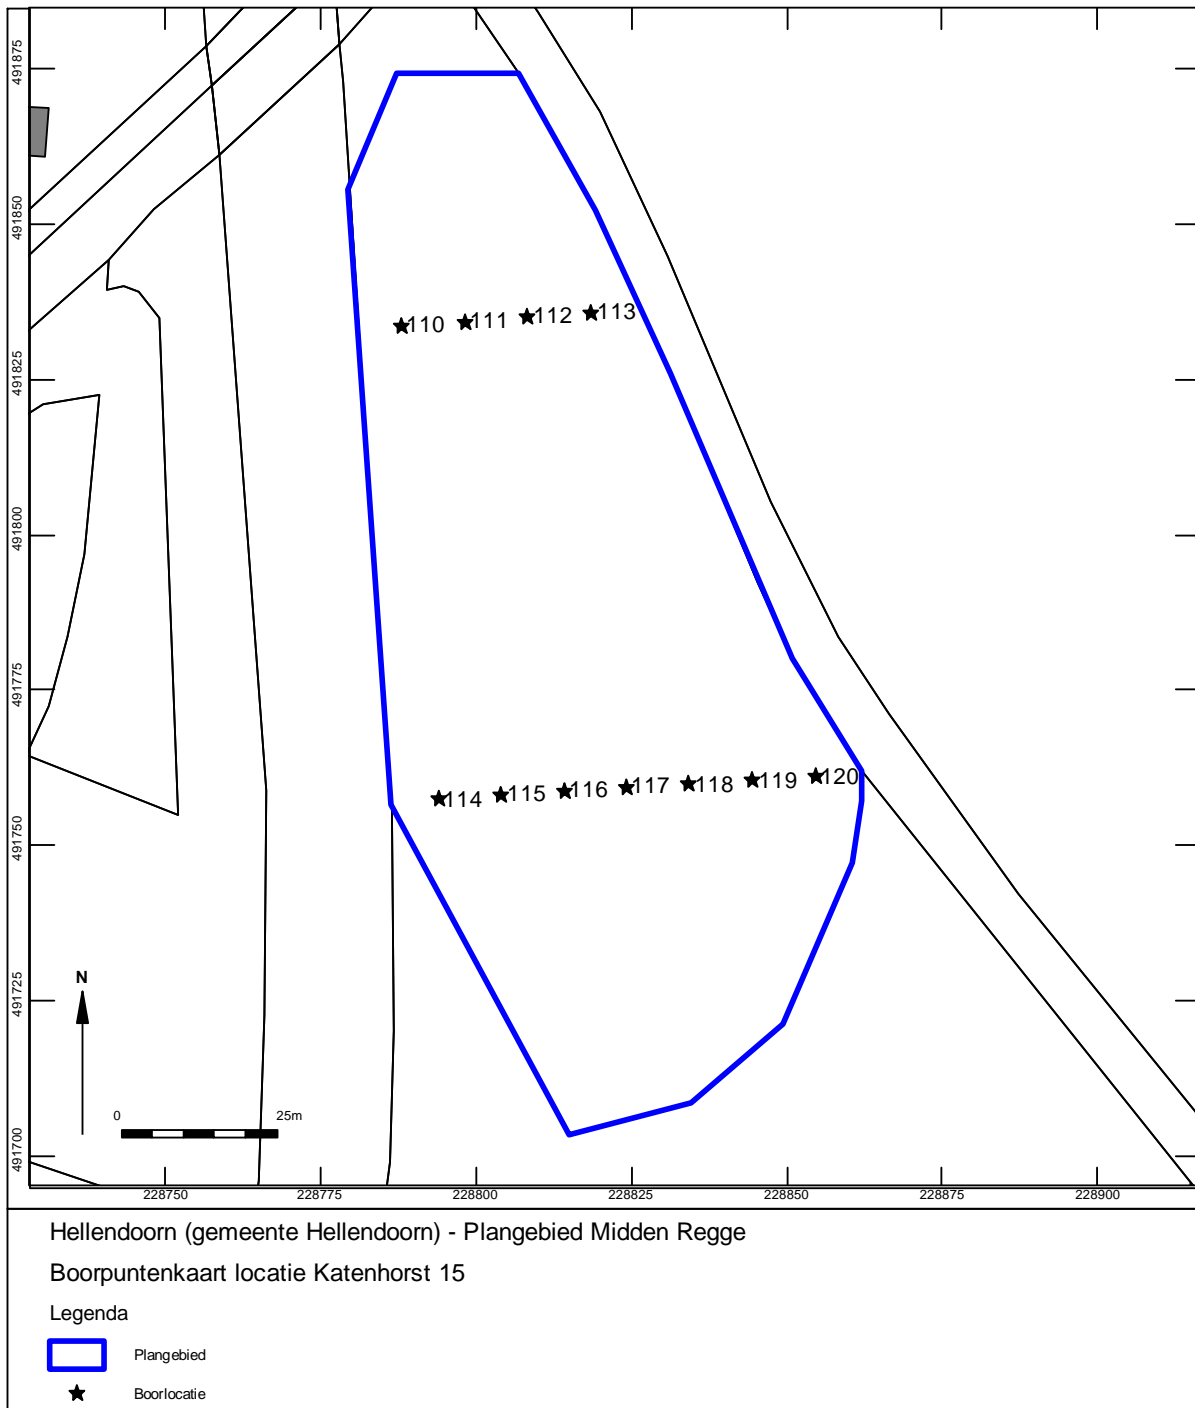 491875
491850
491825
491800
491775
491750
491725
491700
110 111 112 113
114 115 116 117 118 119 120
N
0 25m
228750 228775 228800 228825 228850 228875 228900
Hellendoorn (gemeente Hellendoorn) - Plangebied Midden Regge
Boorpuntenkaart locatie Katenhorst 15
Legenda
Plangebied
Boorlocatie